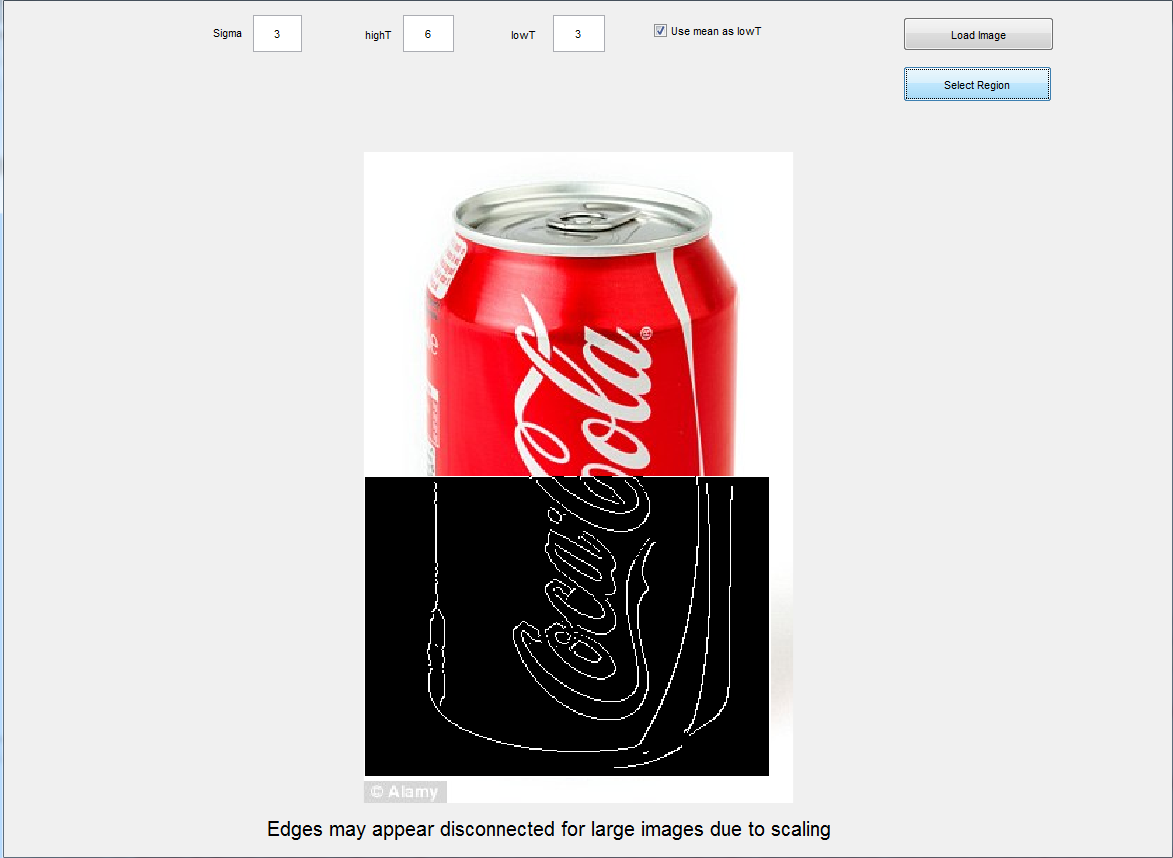 Sigma 3 highT 6 lowT 3 Use mean as lowT Load Image
Select Region
Coca-Cola
®
© Alamy
Edges may appear disconnected for large images due to scaling